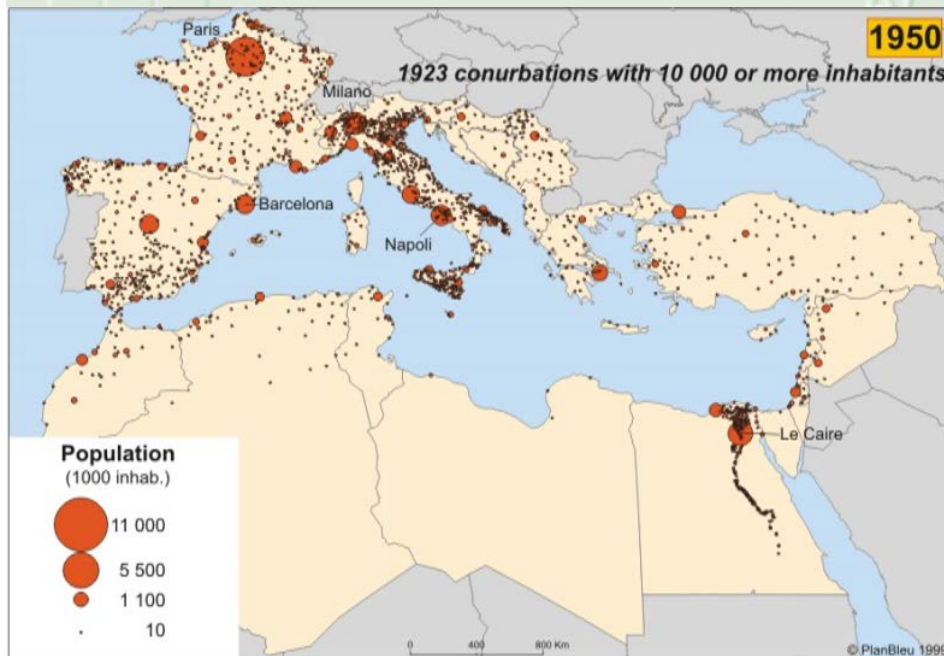 1950
1923 conurbations with 10 000 or more inhabitants
Paris
Milano
Barcelona
Napoli
Le Caire
Population
(1000 inhab.)
11 000
5 500
1 100
10
0 400 800 Km
© PlanBleu 1999